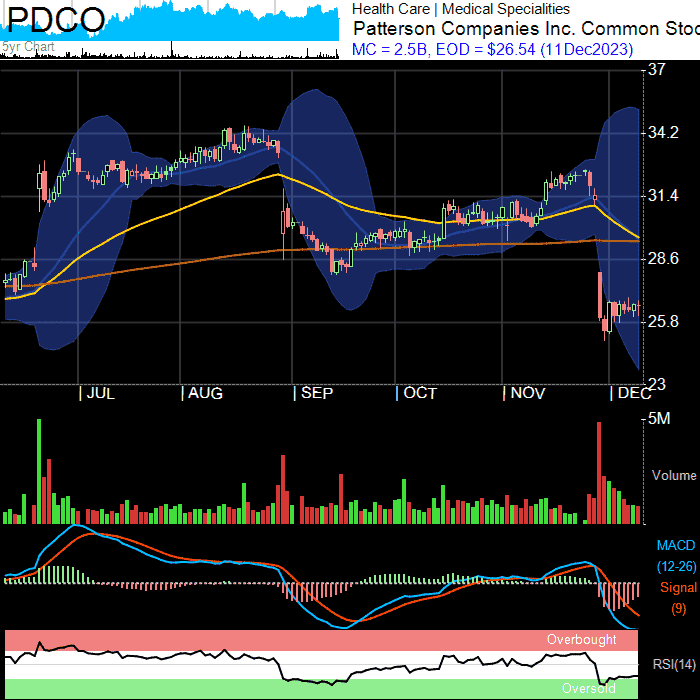 PDCO
5yr Chart
Health Care | Medical Specialities
Patterson Companies Inc. Common Stoc
MC = 2.5B, EOD = $26.54 (11Dec2023)
37
34.2
31.4
28.6
25.8
23
| JUL | AUG | SEP | OCT | NOV | DEC
5M
Volume
MACD
(12-26)
Signal
(9)
Overbought
RSI(14)
Oversold